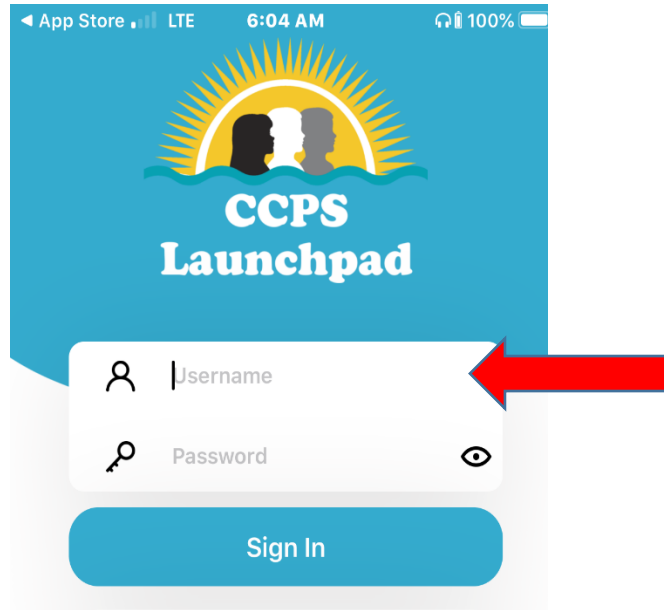 App Store LTE 6:04 AM 100%
CCPS
Launchpad
Username
Password
Sign In